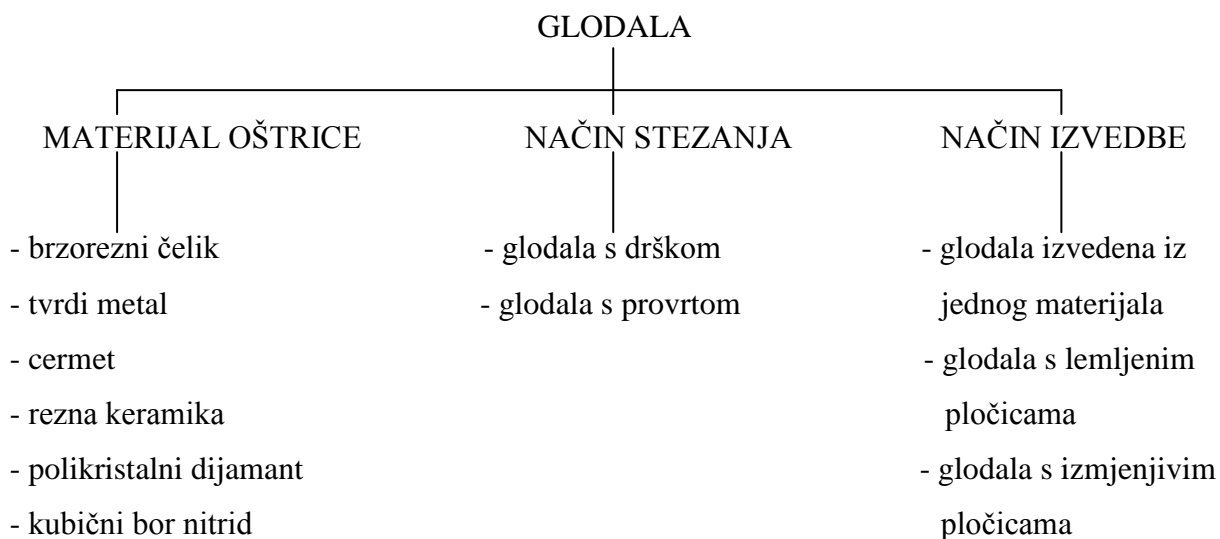 GLODALA
MATERIJAL OŠTRICE
NAČIN STEZANJA
NAČIN IZVEDBE
- brzorezni čelik
- tvrdi metal
- cermet
- rezna keramika
- polikristalni dijamant
- kubični bor nitrid
- glodala s drškom
- glodala s provrtom
- glodala izvedena iz
jednog materijala
- glodala s lemljenim
pločicama
- glodala s izmjenjivim
pločicama